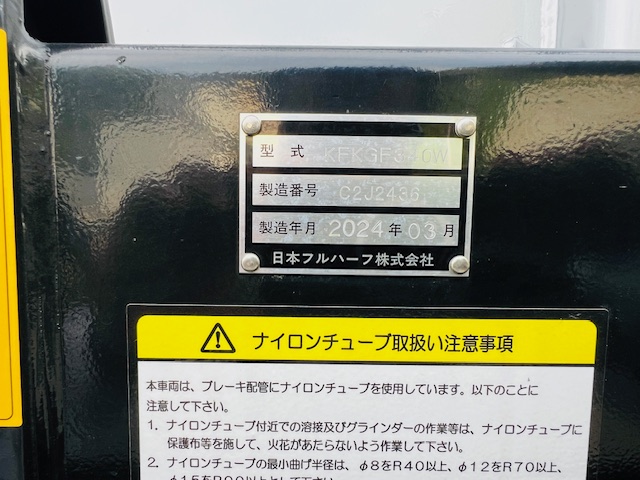 型式
製造番号 C2J2436
製造年月 2024年03月
日本フルハーフ株式会社
ナイロンチューブ取扱い注意事項
本車両は、ブレーキ配管にナイロンチューブを使用しています。以下のことに
注意して下さい。
1. ナイロンチューブ付近での溶接及びグラインダーの作業等は、ナイロンチューブに
保護布等を施して、火花があたらないよう作業して下さい。
2. ナイロンチューブの最小曲げ半径は、φ8をR40以上、φ12をR70以上、